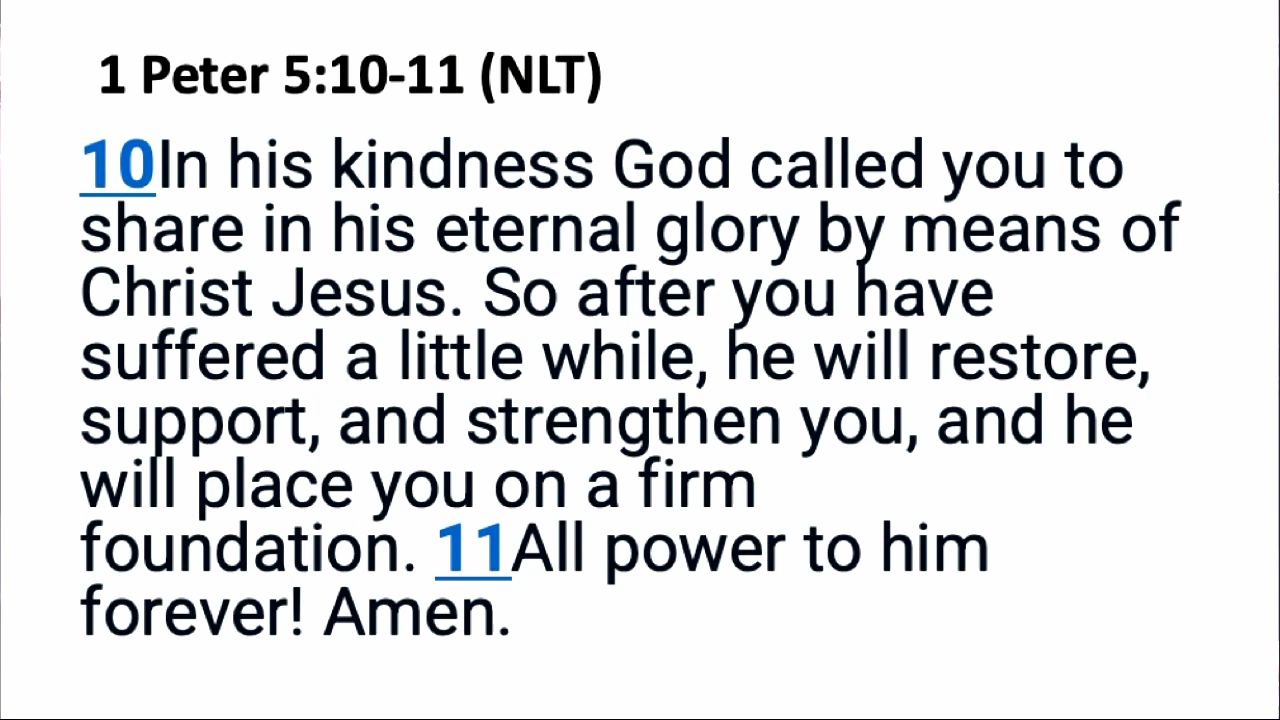 1 Peter 5:10-11 (NLT)
10In his kindness God called you to
share in his eternal glory by means of
Christ Jesus. So after you have
suffered a little while, he will restore,
support, and strengthen you, and he
will place you on a firm
foundation. 11All power to him
forever! Amen.